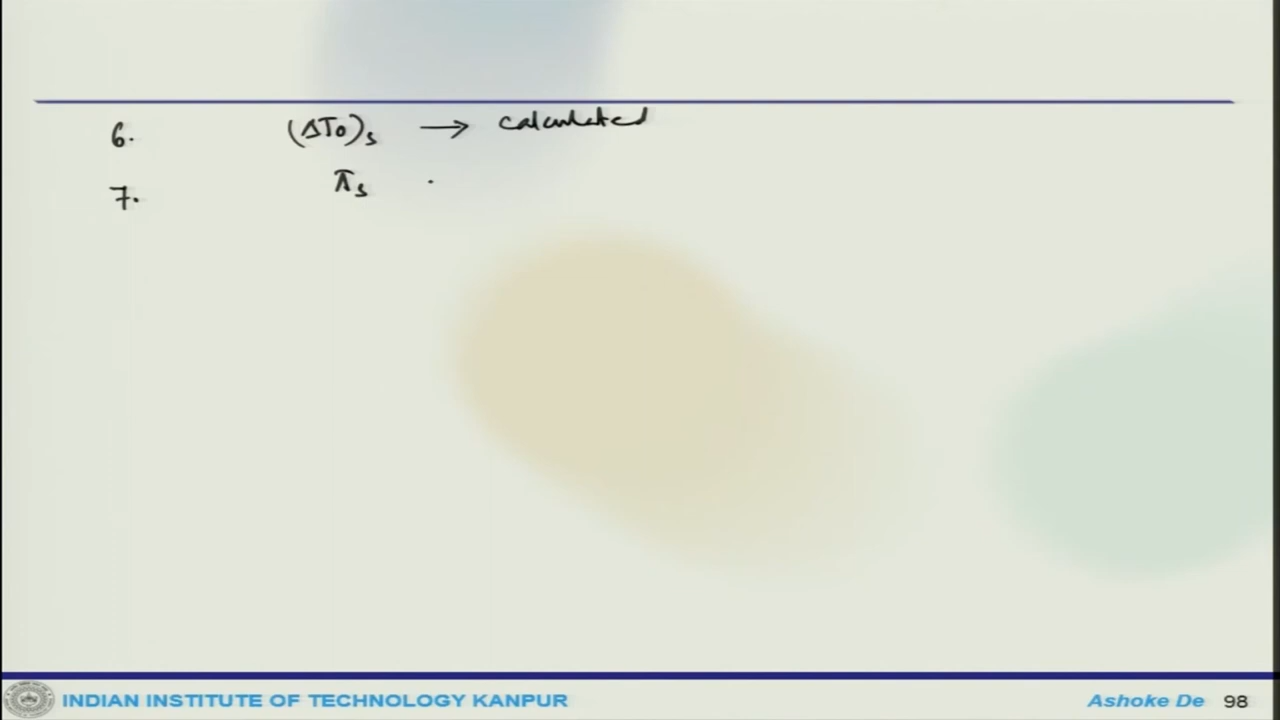 6. (ΔT0)s → calculated
7. πs
INDIAN INSTITUTE OF TECHNOLOGY KANPUR Ashoke De 98